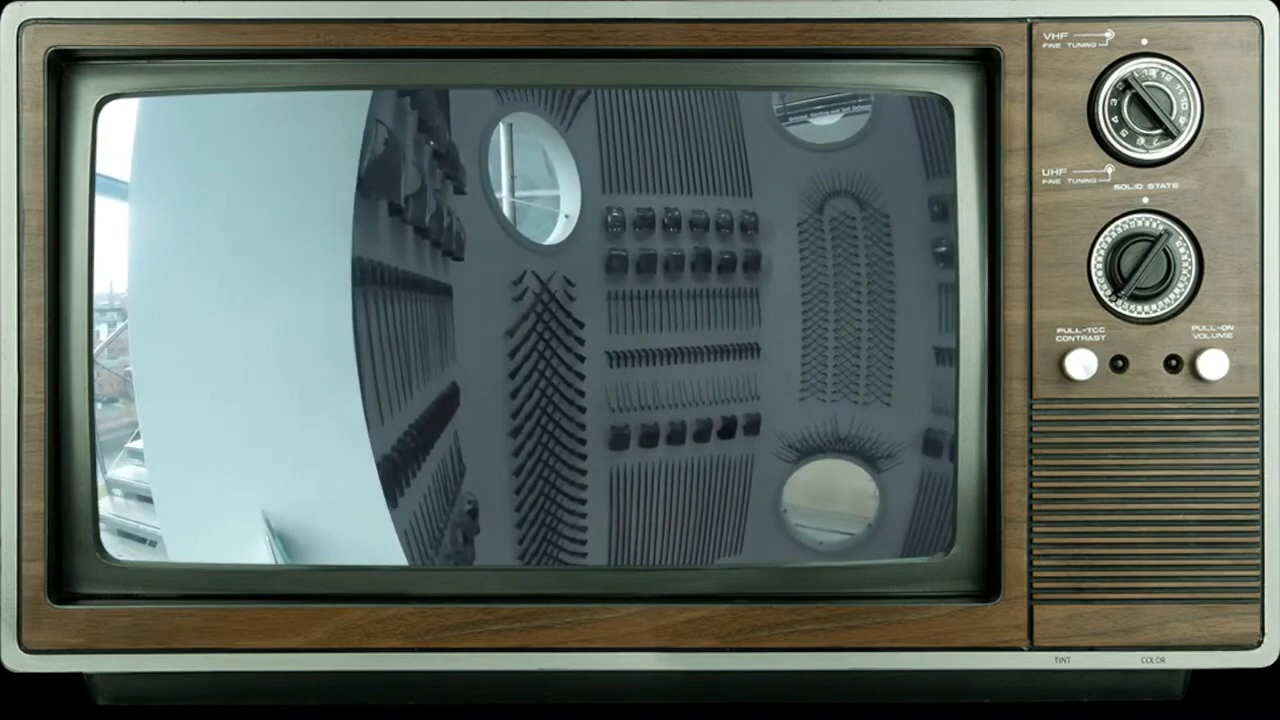 VHF
FINE TUNING
UHF
FINE TUNING
SOLID STATE
PULL-TCC
CONTRAST
PULL-ON
VOLUME
TINT
COLOR